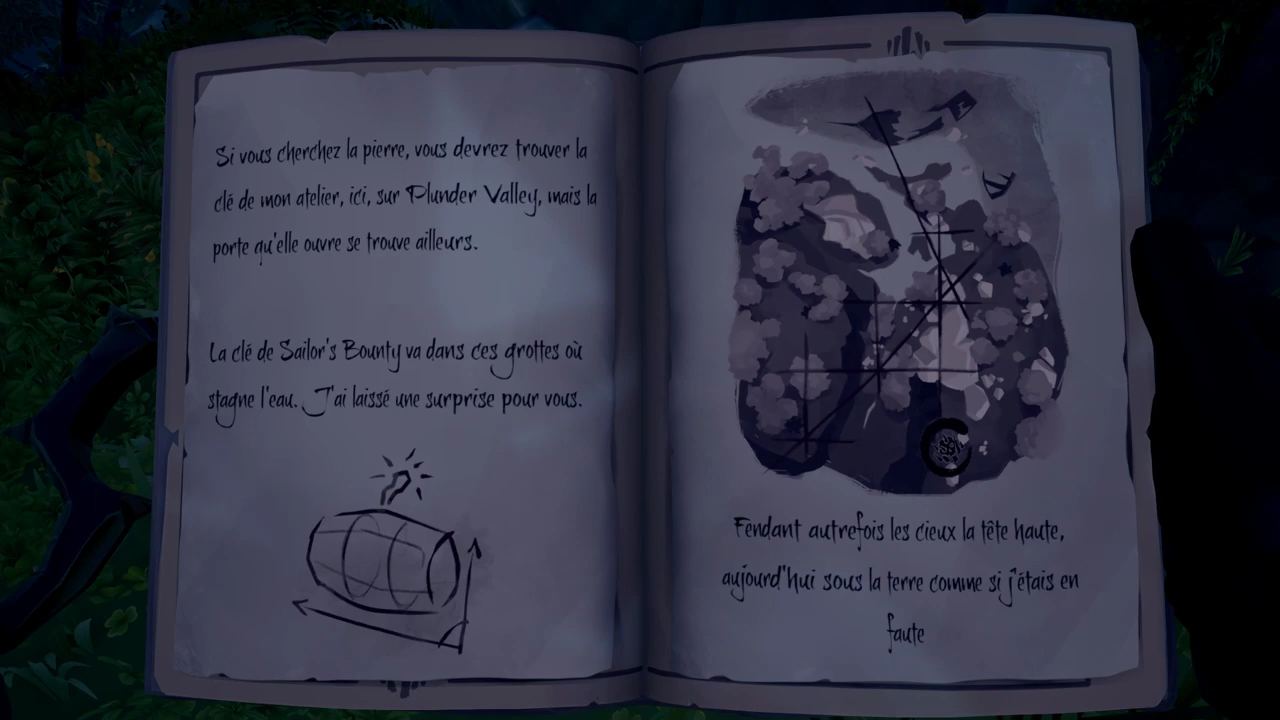 Si vous cherchez la pierre, vous devrez trouver la
clé de mon atelier, ici, sur Plunder Valley, mais la
porte qu'elle ouvre se trouve ailleurs.
La clé de Sailor's Bounty va dans ces grottes où
stagne l'eau. J'ai laissé une surprise pour vous.
Fendant autrefois les cieux la tête haute,
aujourd'hui sous la terre comme si j'étais en
faute